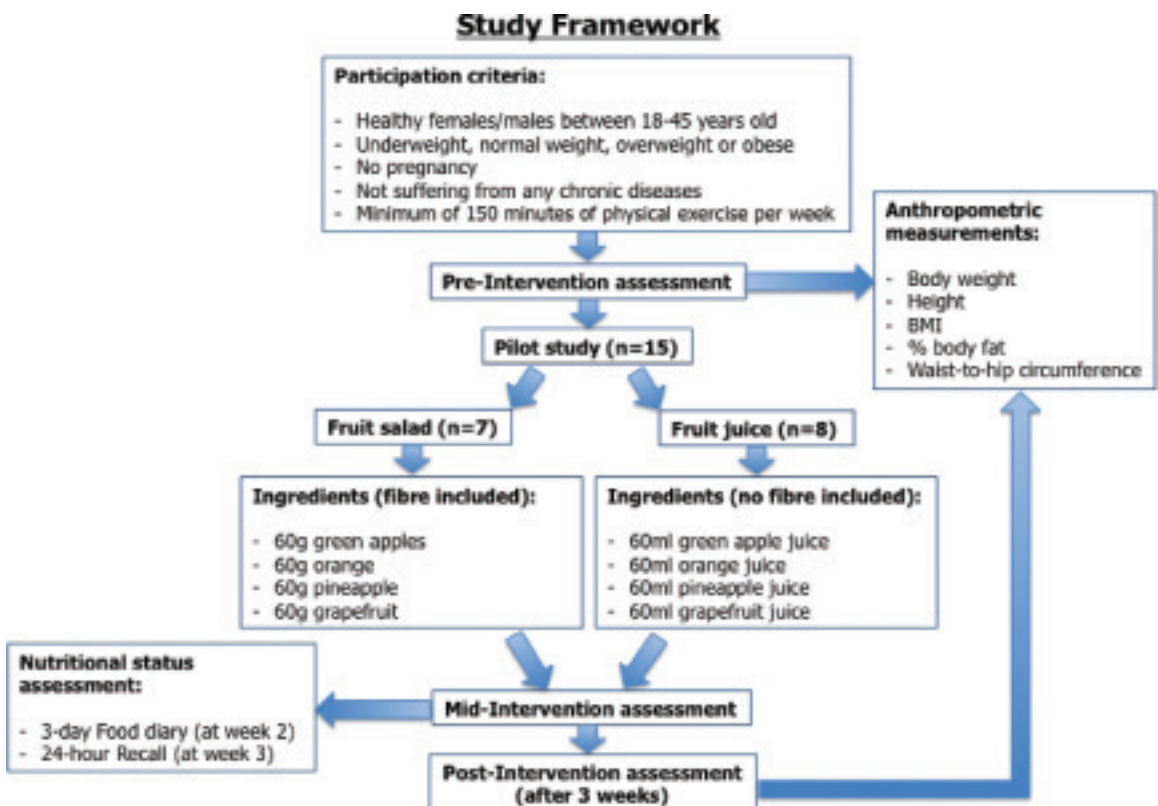 Study Framework
Participation criteria:
- Healthy females/males between 18-45 years old
- Underweight, normal weight, overweight or obese
- No pregnancy
- Not suffering from any chronic diseases
- Minimum of 150 minutes of physical exercise per week
Anthropometric
measurements:
- Body weight
- Height
- BMI
- % body fat
- Waist-to-hip circumference
Pre-Intervention assessment
Pilot study (n=15)
Fruit salad (n=7)
Fruit juice (n=8)
Ingredients (fibre included):
- 60g green apples
- 60g orange
- 60g pineapple
- 60g grapefruit
Ingredients (no fibre included):
- 60ml green apple juice
- 60ml orange juice
- 60ml pineapple juice
- 60ml grapefruit juice
Nutritional status
assessment:
- 3-day Food diary (at week 2)
- 24-hour Recall (at week 3)
Mid-Intervention assessment
Post-Intervention assessment
(after 3 weeks)